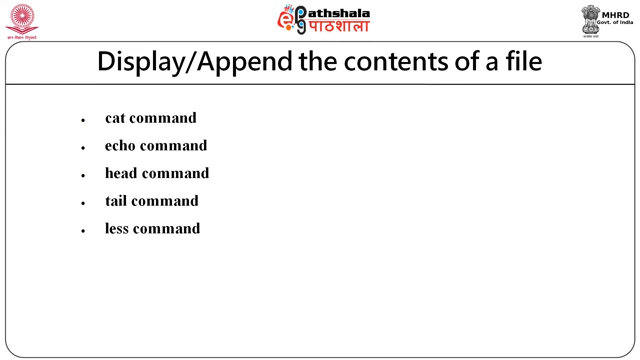 ePathshala
पाठशाला
MHRD
Govt. of India
Display/Append the contents of a file
• cat command
• echo command
• head command
• tail command
• less command